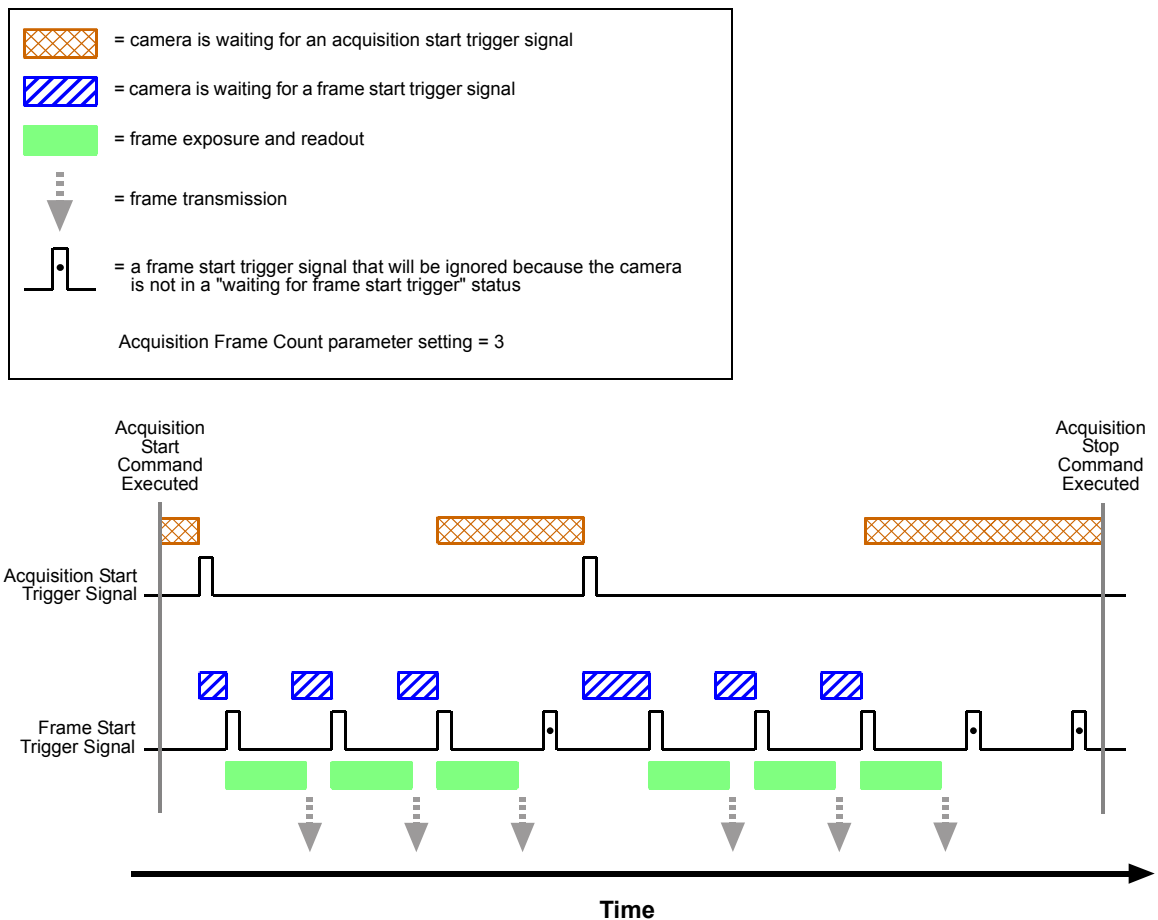 = camera is waiting for an acquisition start trigger signal
= camera is waiting for a frame start trigger signal
= frame exposure and readout
= frame transmission
= a frame start trigger signal that will be ignored because the camera
is not in a "waiting for frame start trigger" status
Acquisition Frame Count parameter setting = 3
Acquisition
Start
Command
Executed
Acquisition
Stop
Command
Executed
Acquisition Start
Trigger Signal
Frame Start
Trigger Signal
Time